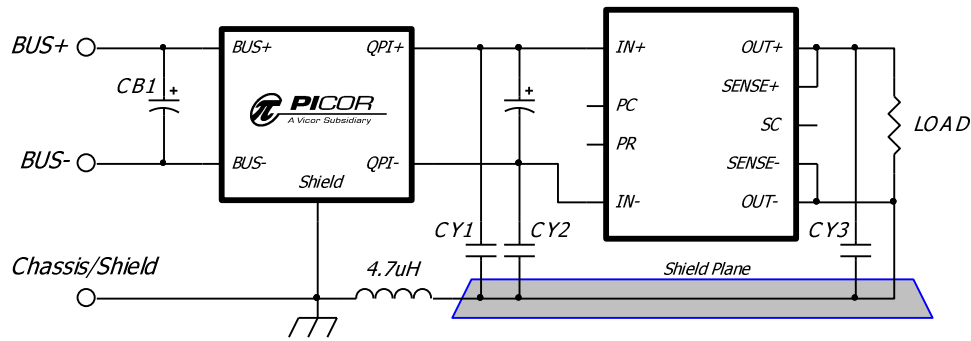 BUS+
BUS+
QPI+
IN+
OUT+
CB1
+
+
SENSE+
PICOR
A Vicor Subsidiary
PC
SC
LOAD
PR
BUS-
BUS-
QPI-
SENSE-
Shield
IN-
OUT-
CY1
CY2
CY3
Chassis/Shield
4.7uH
Shield Plane